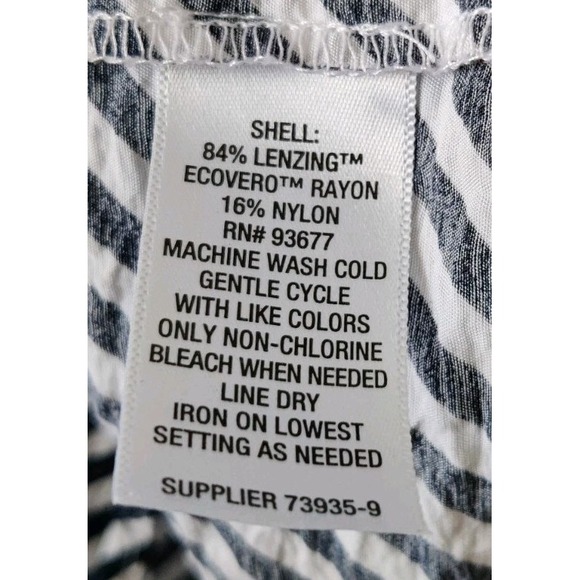 SHELL:
84% LENZING™
ECOVERO™ RAYON
16% NYLON
RN# 93677
MACHINE WASH COLD
GENTLE CYCLE
WITH LIKE COLORS
ONLY NON-CHLORINE
BLEACH WHEN NEEDED
LINE DRY
IRON ON LOWEST
SETTING AS NEEDED
SUPPLIER 73935-9